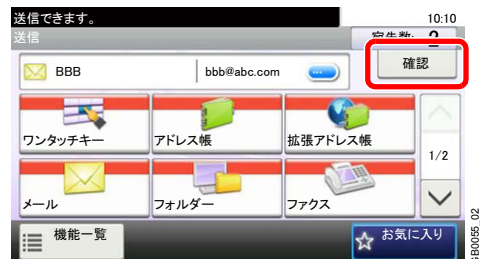 送信できます。 10:10
送信 宛先数: 2
確認
BBB bbb@abc.com
ワンタッチキー アドレス帳 拡張アドレス帳
1/2
メール フォルダー ファクス
機能一覧 お気に入り
GB0055_02